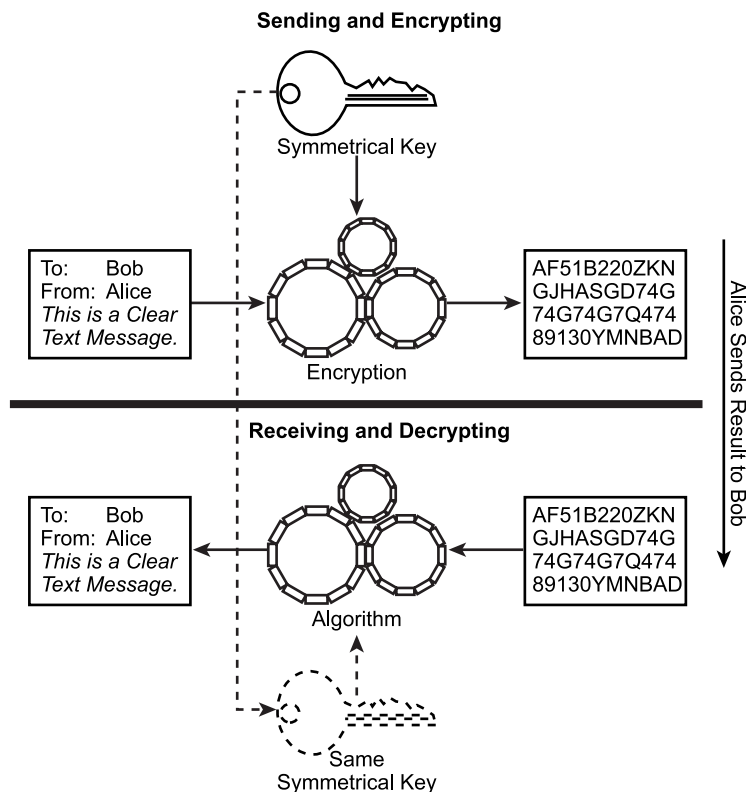 Sending and Encrypting
Symmetrical Key
To: Bob
From: Alice
This is a Clear
Text Message.
Encryption
AF51B220ZKN
GJHASGD74G
74G74G7Q474
89130YMNBAD
Alice Sends Result to Bob
Receiving and Decrypting
To: Bob
From: Alice
This is a Clear
Text Message.
Algorithm
AF51B220ZKN
GJHASGD74G
74G74G7Q474
89130YMNBAD
Same
Symmetrical Key